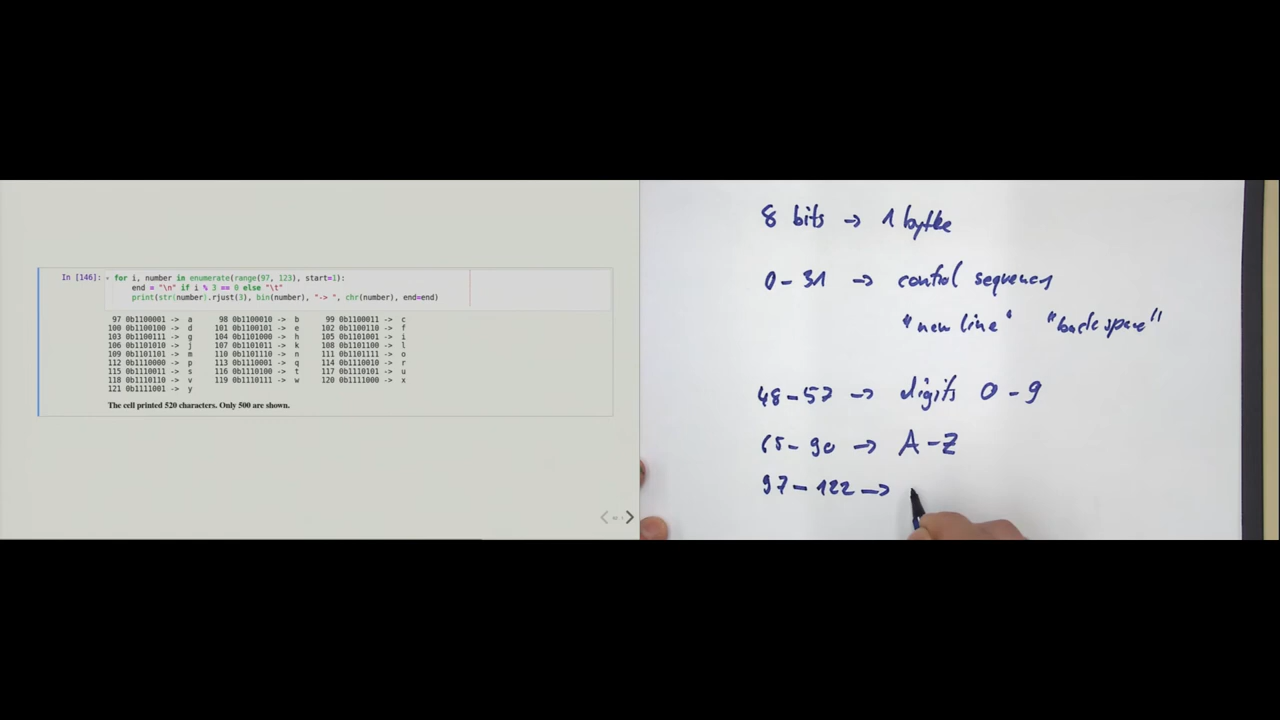 In [146]:
for i, number in enumerate(range(97, 123), start=1):
end = "\n" if i % 3 == 0 else "\t"
print(str(number).rjust(3), bin(number), "-> ", chr(number), end=end)
97 0b1100001 -> a 98 0b1100010 -> b 99 0b1100011 -> c
100 0b1100100 -> d 101 0b1100101 -> e 102 0b1100110 -> f
103 0b1100111 -> g 104 0b1101000 -> h 105 0b1101001 -> i
106 0b1101010 -> j 107 0b1101011 -> k 108 0b1101100 -> l
109 0b1101101 -> m 110 0b1101110 -> n 111 0b1101111 -> o
112 0b1110000 -> p 113 0b1110001 -> q 114 0b1110010 -> r
115 0b1110011 -> s 116 0b1110100 -> t 117 0b1110101 -> u
118 0b1110110 -> v 119 0b1110111 -> w 120 0b1111000 -> x
121 0b1111001 -> y
The cell printed 520 characters. Only 500 are shown.
8 bits → 1 bytke
0 - 31 → control sequences
"new line" "backspace"
48 - 57 → digits 0 - 9
65 - 90 → A - Z
97 - 122 →